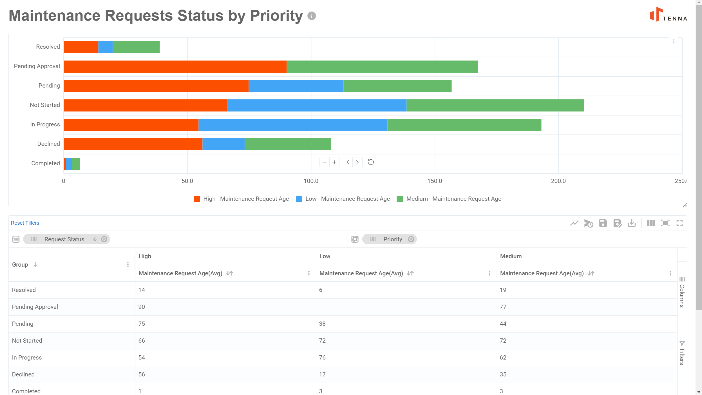 Maintenance Requests Status by Priority
TENNA
Resolved
Pending Approval
Pending
Not Started
In Progress
Declined
Completed
0 50.0 100.0 150.0 200.0 250.0
High - Maintenance Request Age Low - Maintenance Request Age Medium - Maintenance Request Age
Reset Filters
Request Status Priority
Group High Low Medium
Maintenance Request Age(Avg) Maintenance Request Age(Avg) Maintenance Request Age(Avg)
Resolved 14 6 19
Pending Approval 90 77
Pending 75 38 44
Not Started 66 72 72
In Progress 54 76 62
Declined 56 17 35
Completed 3 3
Columns
Filters